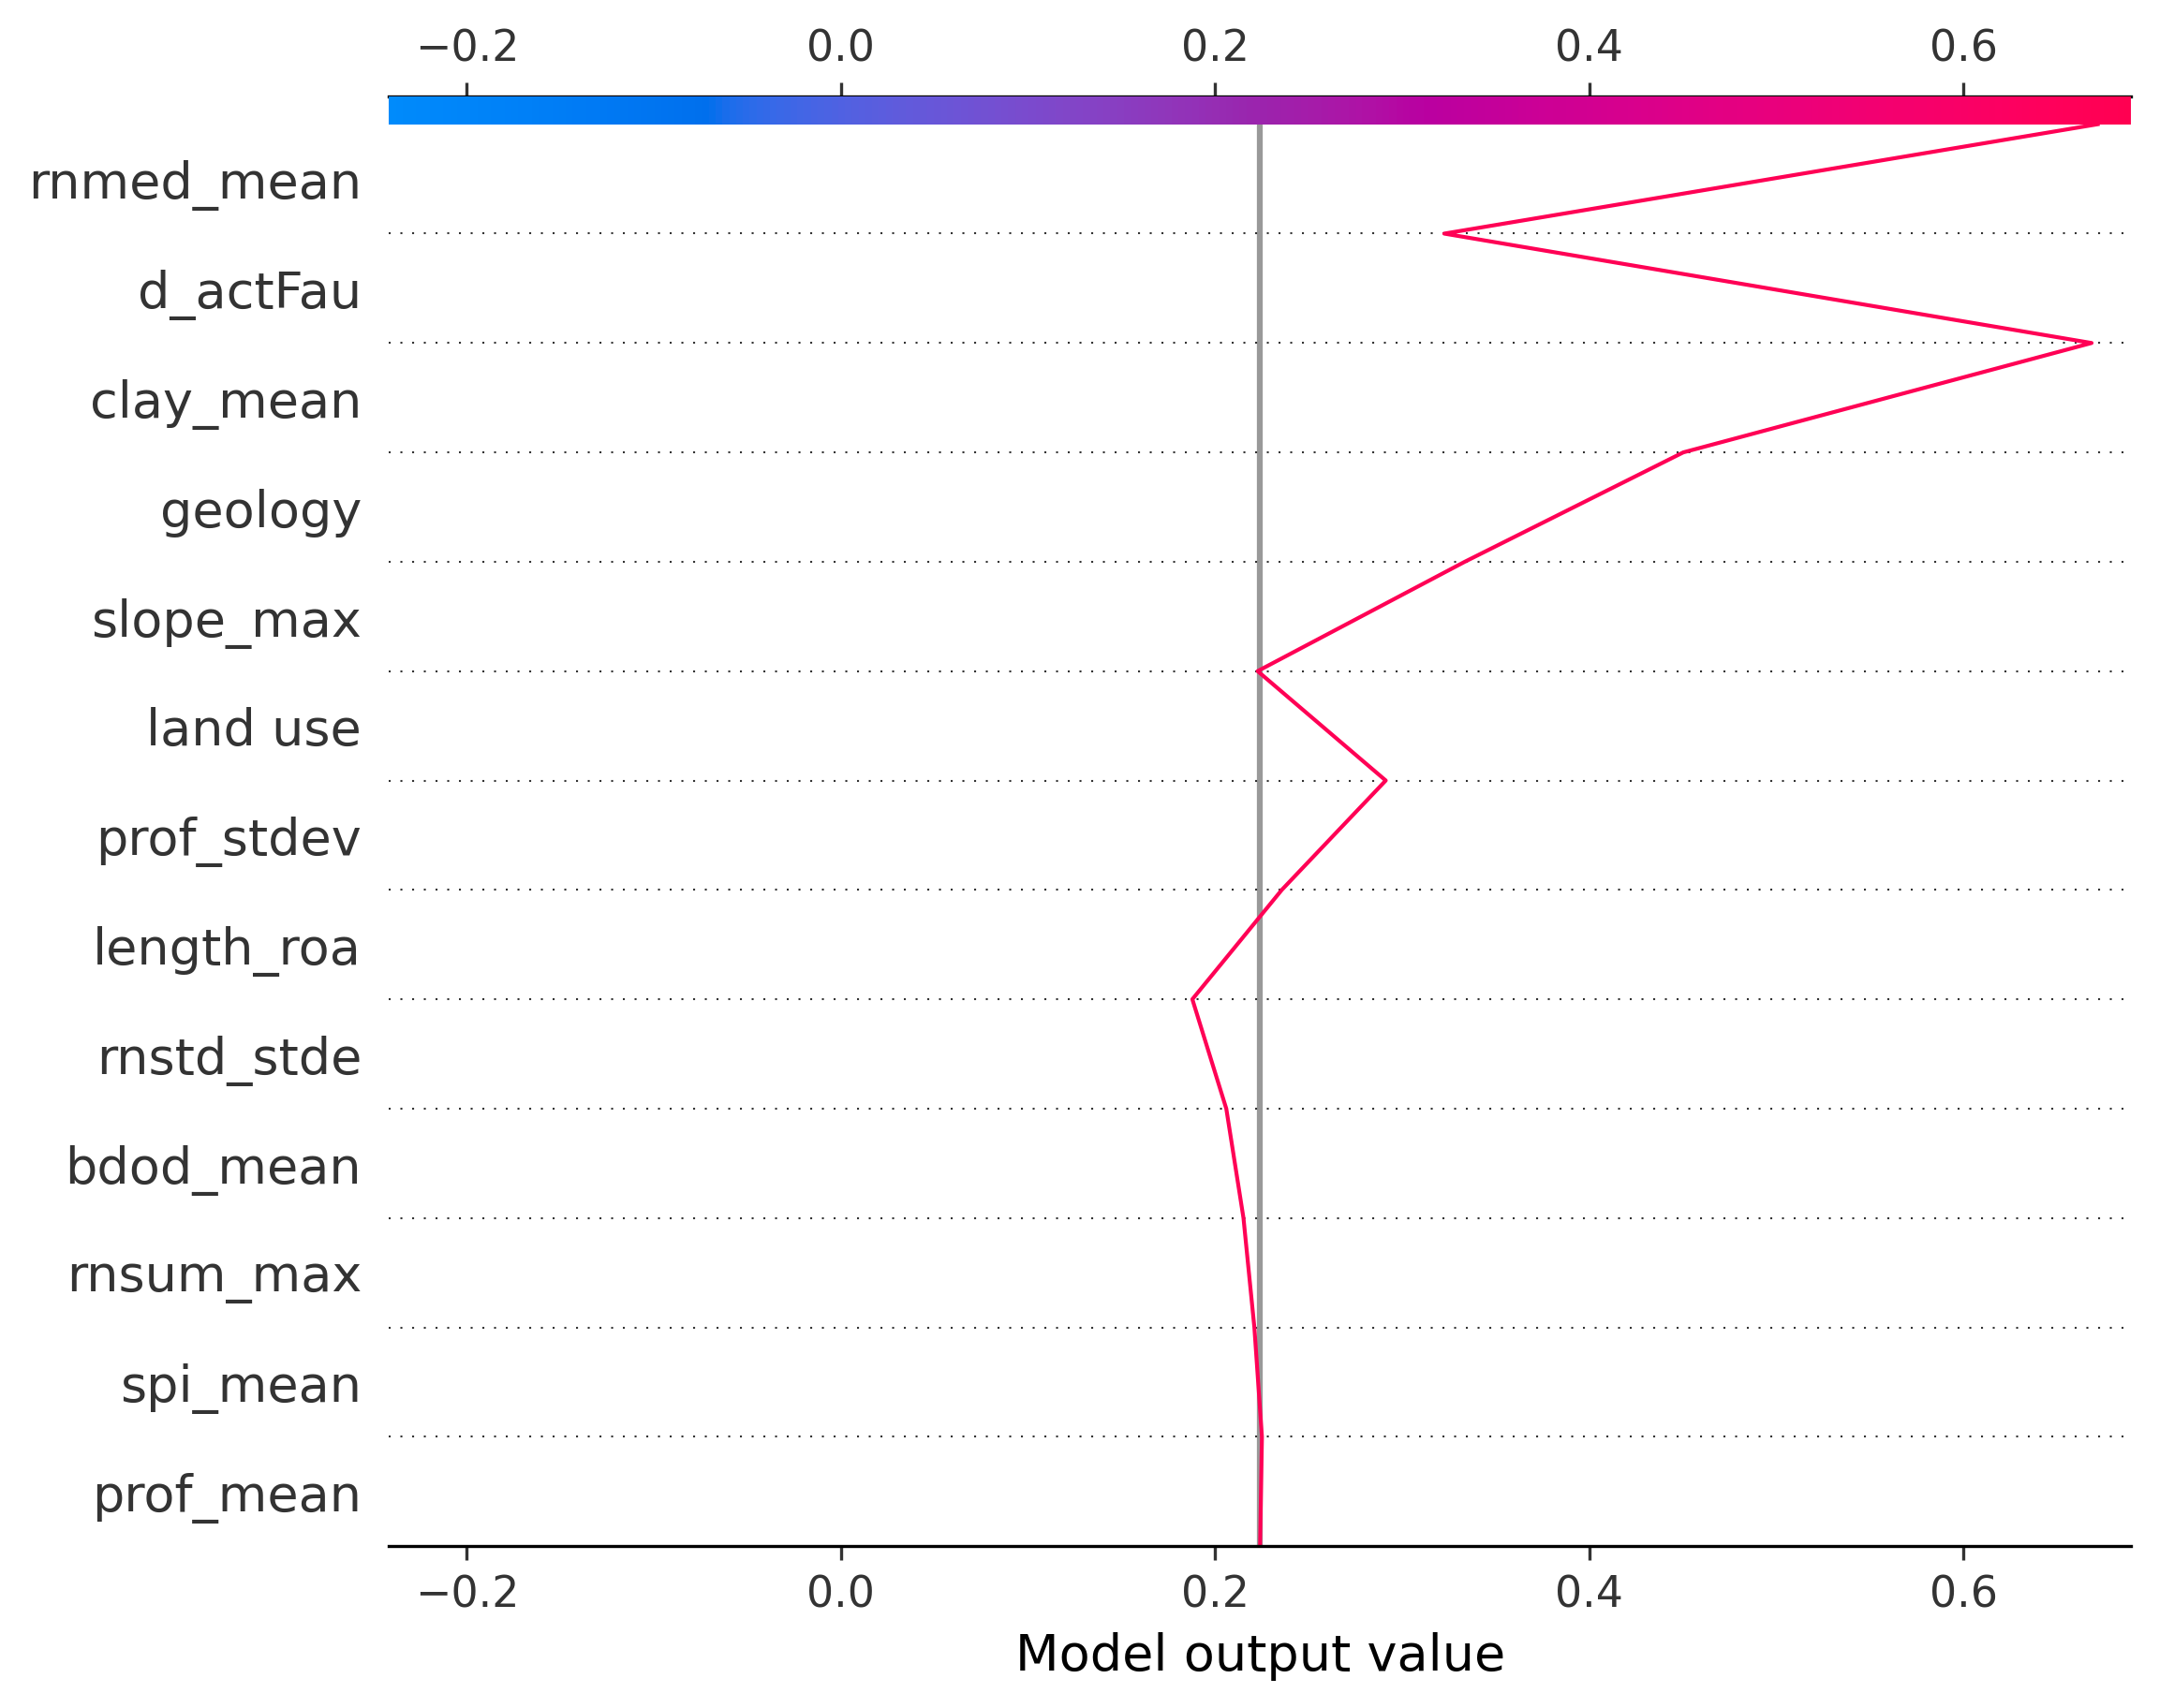 −0.2 0.0 0.2 0.4 0.6
rnmed_mean
d_actFau
clay_mean
geology
slope_max
land use
prof_stdev
length_roa
rnstd_stde
bdod_mean
rnsum_max
spi_mean
prof_mean
−0.2 0.0 0.2 0.4 0.6
Model output value